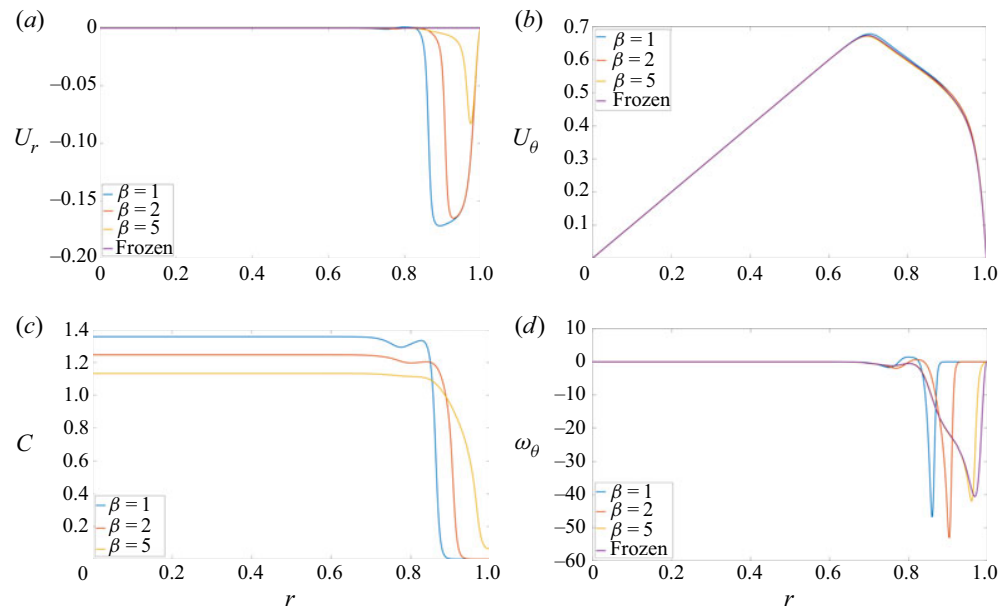 (a)
0
–0.05
–0.10
–0.15
–0.20
U_r
β = 1
β = 2
β = 5
Frozen
0 0.2 0.4 0.6 0.8 1.0
(b)
0.7
0.6
0.5
0.4
0.3
0.2
0.1
U_θ
β = 1
β = 2
β = 5
Frozen
0 0.2 0.4 0.6 0.8 1.0
(c)
1.4
1.2
1.0
0.8
0.6
0.4
0.2
C
β = 1
β = 2
β = 5
0 0.2 0.4 0.6 0.8 1.0
r
(d)
10
0
–10
–20
–30
–40
–50
–60
ω_θ
β = 1
β = 2
β = 5
Frozen
0 0.2 0.4 0.6 0.8 1.0
r